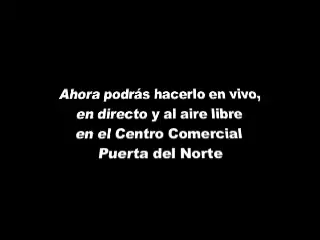 Ahora podrás hacerlo en vivo,
en directo y al aire libre
en el Centro Comercial
Puerta del Norte